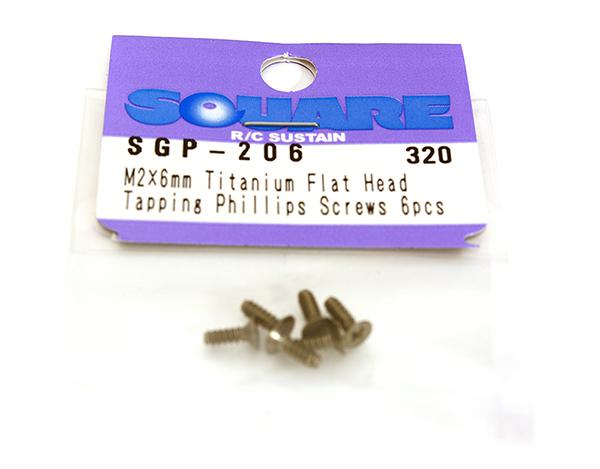 SQUARE
R/C SUSTAIN
SGP-206 320
M2X6mm Titanium Flat Head
Tapping Phillips Screws 6pcs